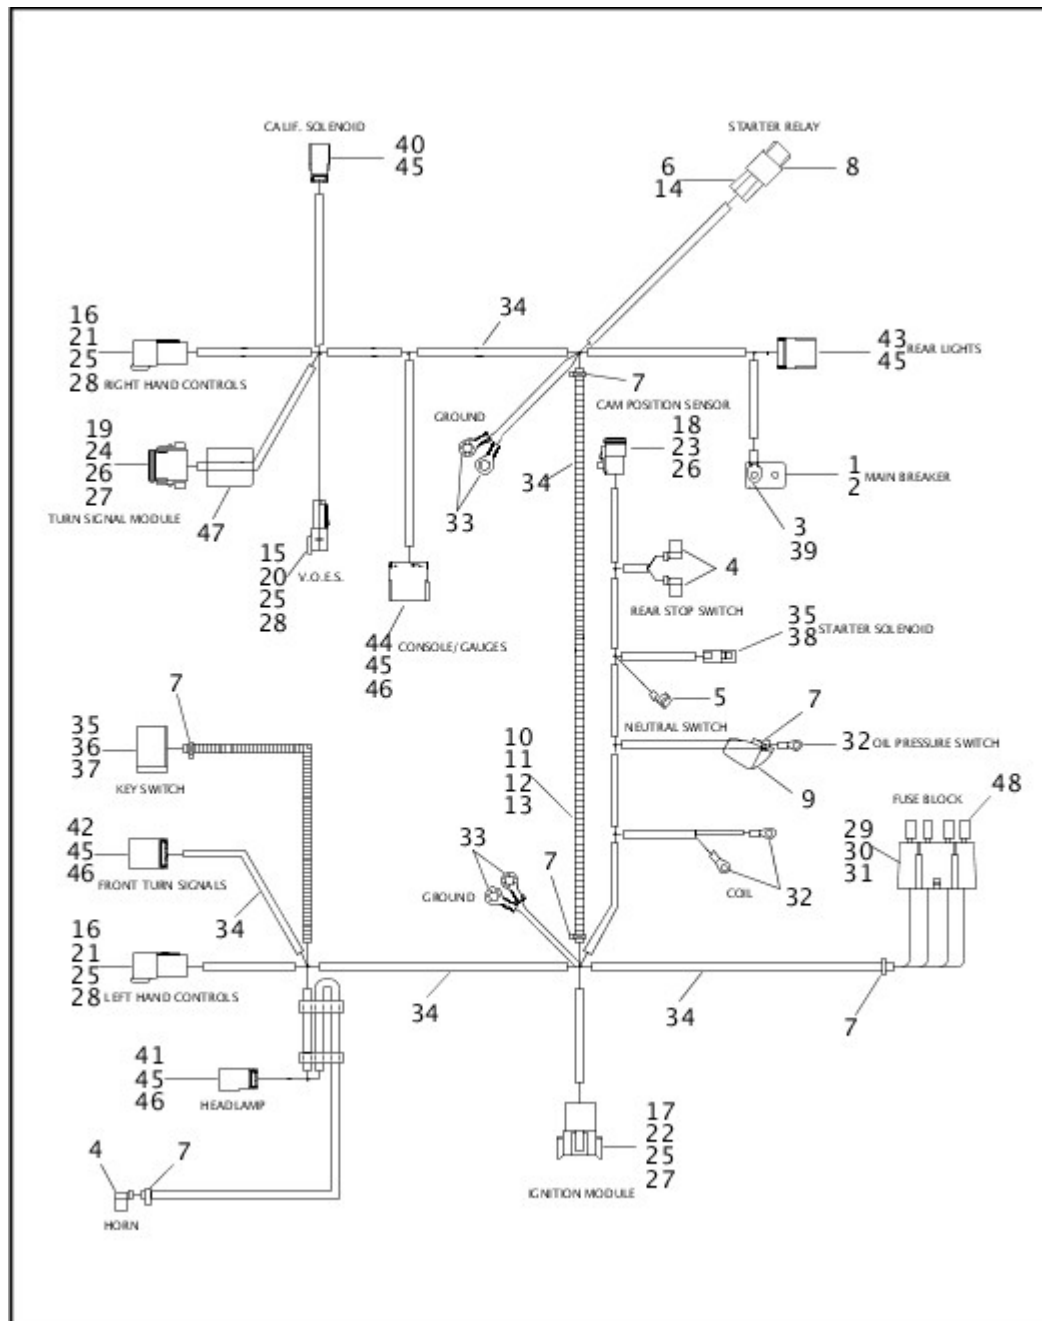 CALIF. SOLENOID
40
45
STARTER RELAY
6
14
8
16
21
25
28 RIGHT HAND CONTROLS
34
43
45 REAR LIGHTS
7
CAM POSITION SENSOR
18
23
26
GROUND
33
34
19
24
26
27
TURN SIGNAL MODULE
47
1
2 MAIN BREAKER
3
39
15
20 V.O.E.S.
25
28
4
REAR STOP SWITCH
44 CONSOLE/GAUGES
45
46
35
38 STARTER SOLENOID
5
NEUTRAL SWITCH
7
35
36
37
KEY SWITCH
7
10
11
12
13
32 OIL PRESSURE SWITCH
9
FUSE BLOCK
48
29
30
31
42
45
46
FRONT TURN SIGNALS
34
33
7
GROUND
COIL
32
16
21
25
28 LEFT HAND CONTROLS
34
34
7
41
45
46
HEADLAMP
17
22
25
27
IGNITION MODULE
4
7
HORN